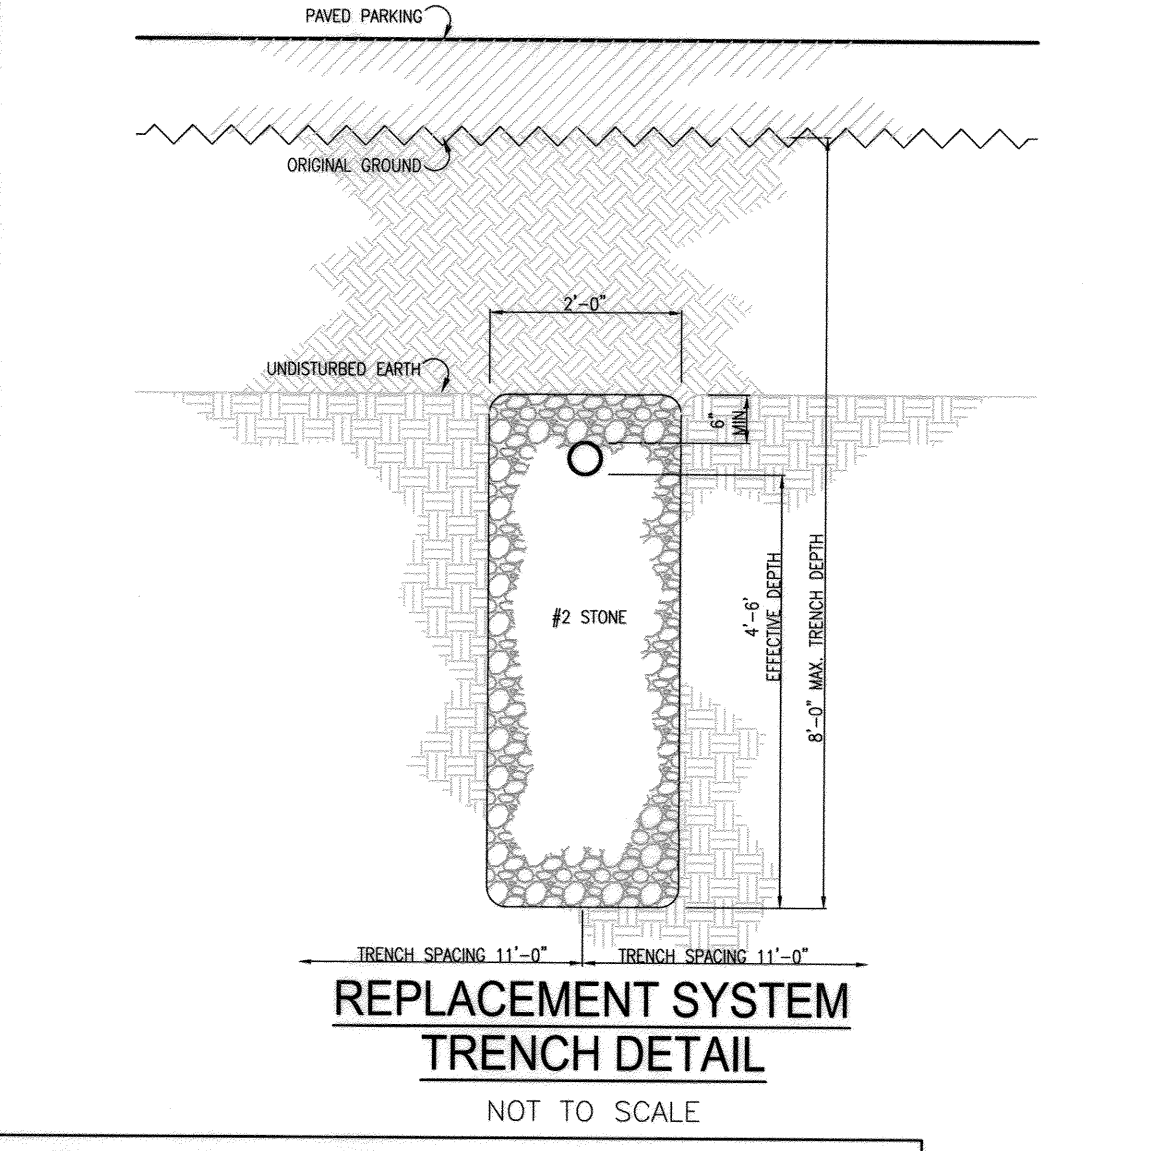 PAVED PARKING
ORIGINAL GROUND
2'-0"
UNDISTURBED EARTH
6"
MIN
#2 STONE
4'-6'
EFFECTIVE DEPTH
8'-0" MAX. TRENCH DEPTH
TRENCH SPACING 11'-0"
TRENCH SPACING 11'-0"
REPLACEMENT SYSTEM
TRENCH DETAIL
NOT TO SCALE